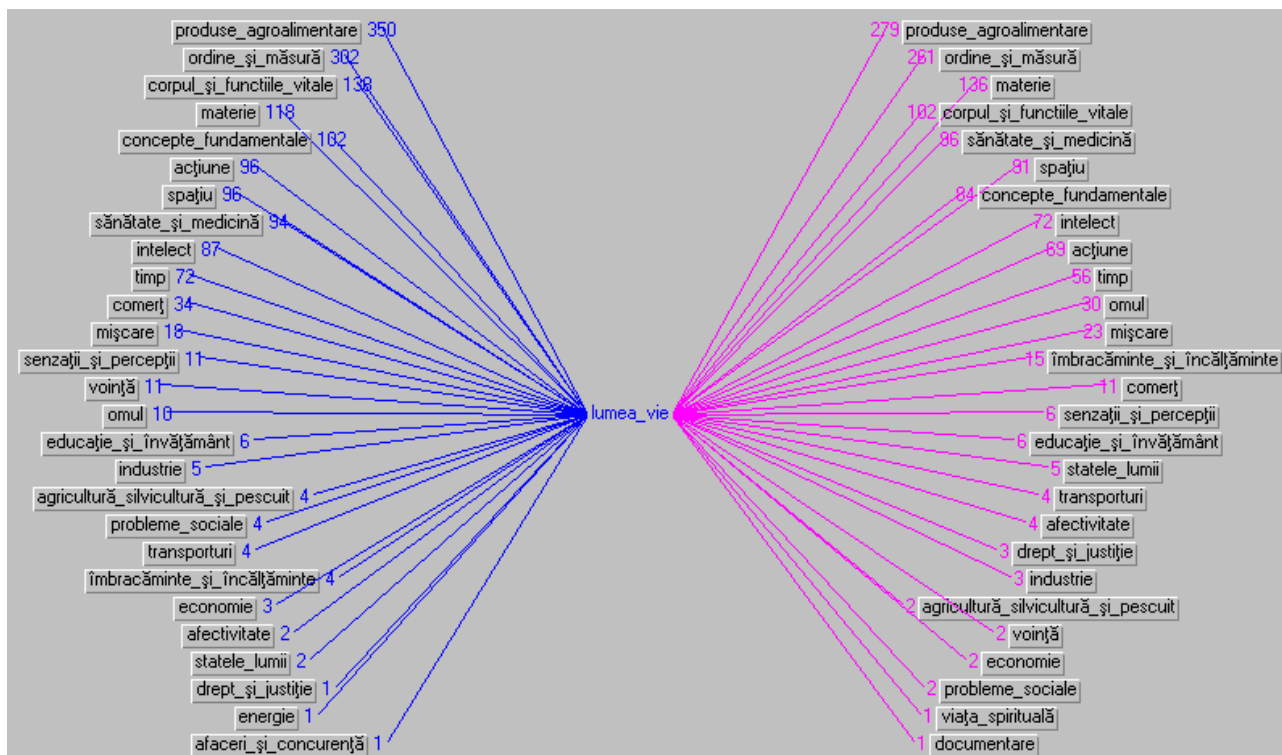 produse_agroalimentare 350
ordine_şi_măsură 302
corpul_şi_functiile_vitale 138
materie 118
concepte_fundamentale 102
acţiune 96
spaţiu 96
sănătate_şi_medicină 94
intelect 87
timp 72
comerţ 34
mişcare 18
senzaţii_şi_percepţii 11
voinţă 11
omul 10
educaţie_şi_învăţământ 6
industrie 5
agricultură_silvicultură_şi_pescuit 4
probleme_sociale 4
transporturi 4
îmbracăminte_şi_încălţăminte 4
economie 3
afectivitate 2
statele_lumii 2
drept_şi_justiţie 1
energie 1
afaceri_şi_concurenţă 1
lumea_vie
279 produse_agroalimentare
261 ordine_şi_măsură
136 materie
102 corpul_şi_functiile_vitale
96 sănătate_şi_medicină
91 spaţiu
84 concepte_fundamentale
72 intelect
69 acţiune
56 timp
30 omul
23 mişcare
15 îmbracăminte_şi_încălţăminte
11 comerţ
6 senzaţii_şi_percepţii
6 educaţie_şi_învăţământ
5 statele_lumii
4 transporturi
4 afectivitate
3 drept_şi_justiţie
3 industrie
2 agricultură_silvicultură_şi_pescuit
2 voinţă
2 economie
2 probleme_sociale
1 viaţa_spirituală
1 documentare